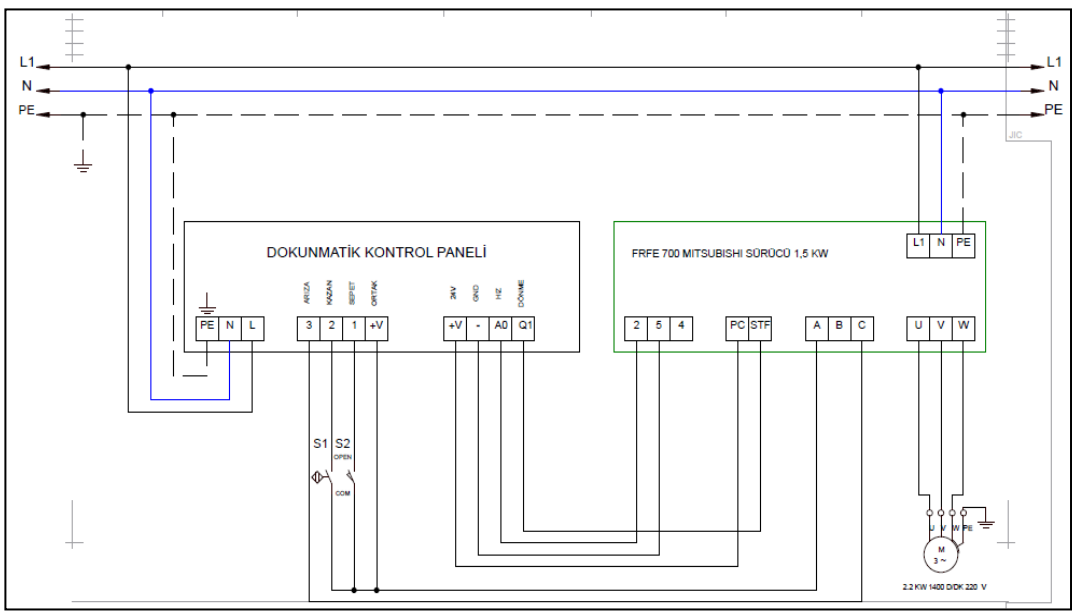 L1 L1
N N
PE PE
JIC
DOKUNMATİK KONTROL PANELİ
FRFE 700 MITSUBISHI SÜRÜCÜ 1,5 KW
L1 N PE
ARIZA KAZAN SEPET ORTAK
24V GND HIZ DÖNME
PE N L
3 2 1 +V
+V - A0 Q1
2 5 4
PC STF
A B C
U V W
S1 S2
OPEN
COM
U V W PE
M
3 ~
2.2 KW 1400 D/DK 220 V